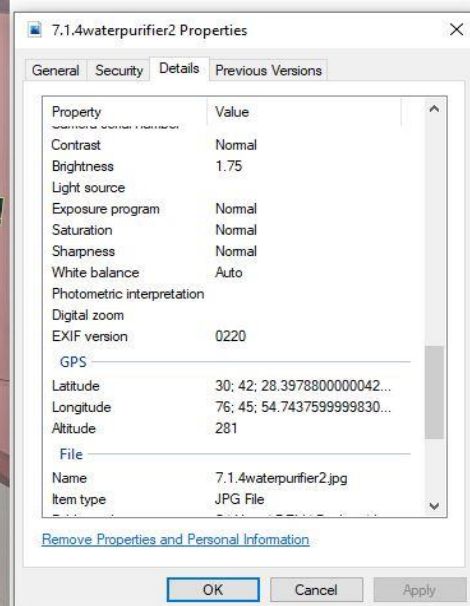 7.1.4waterpurifier2 Properties
General Security Details Previous Versions
Property Value
Contrast Normal
Brightness 1.75
Light source
Exposure program Normal
Saturation Normal
Sharpness Normal
White balance Auto
Photometric interpretation
Digital zoom
EXIF version 0220
GPS
Latitude 30; 42; 28.3978800000042...
Longitude 76; 45; 54.7437599999830...
Altitude 281
File
Name 7.1.4waterpurifier2.jpg
Item type JPG File
Remove Properties and Personal Information
OK Cancel Apply